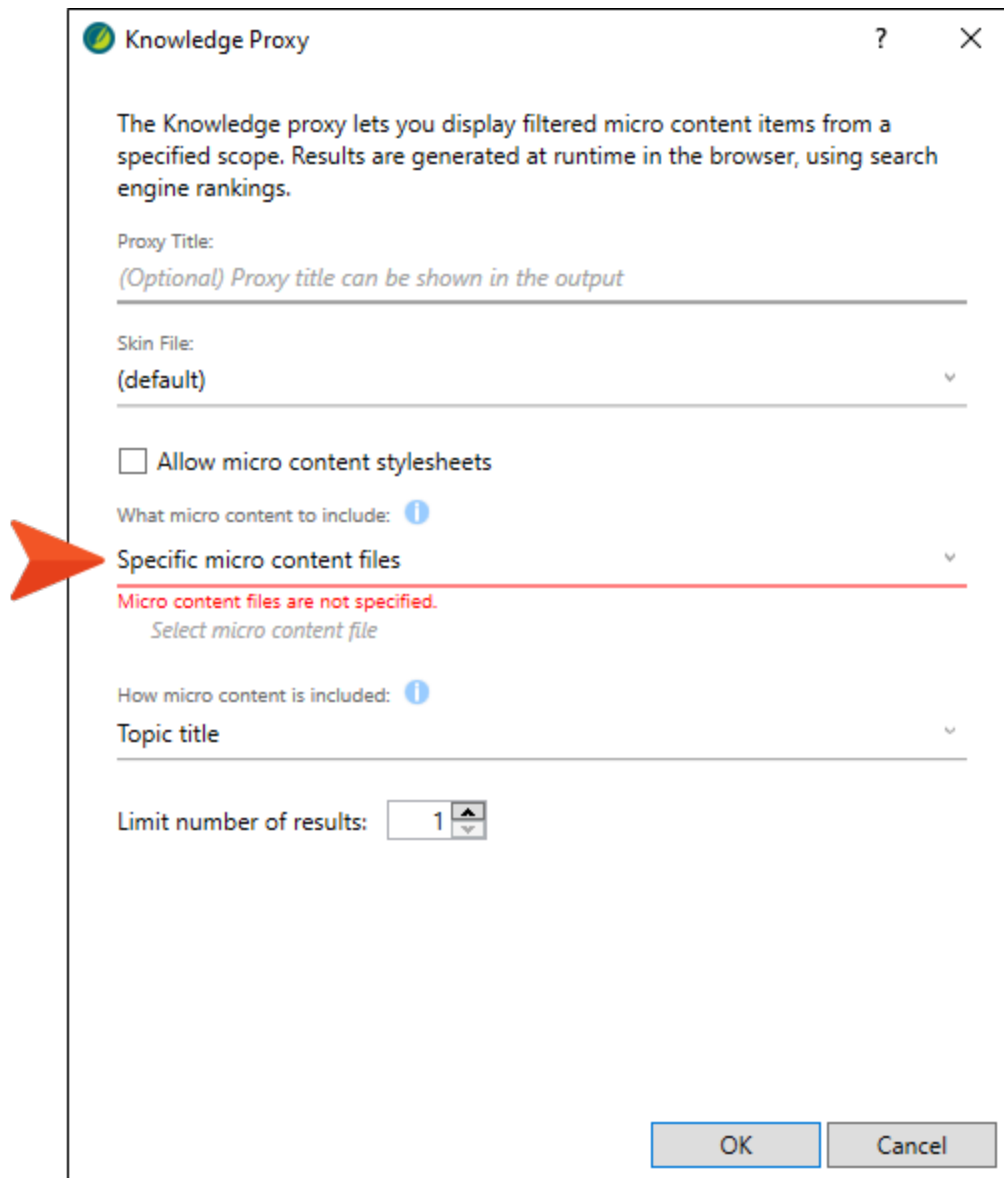 Knowledge Proxy
?
The Knowledge proxy lets you display filtered micro content items from a
specified scope. Results are generated at runtime in the browser, using search
engine rankings.
Proxy Title:
(Optional) Proxy title can be shown in the output
Skin File:
(default)
Allow micro content stylesheets
What micro content to include:
Specific micro content files
Micro content files are not specified.
Select micro content file
How micro content is included:
Topic title
Limit number of results: 1
OK Cancel